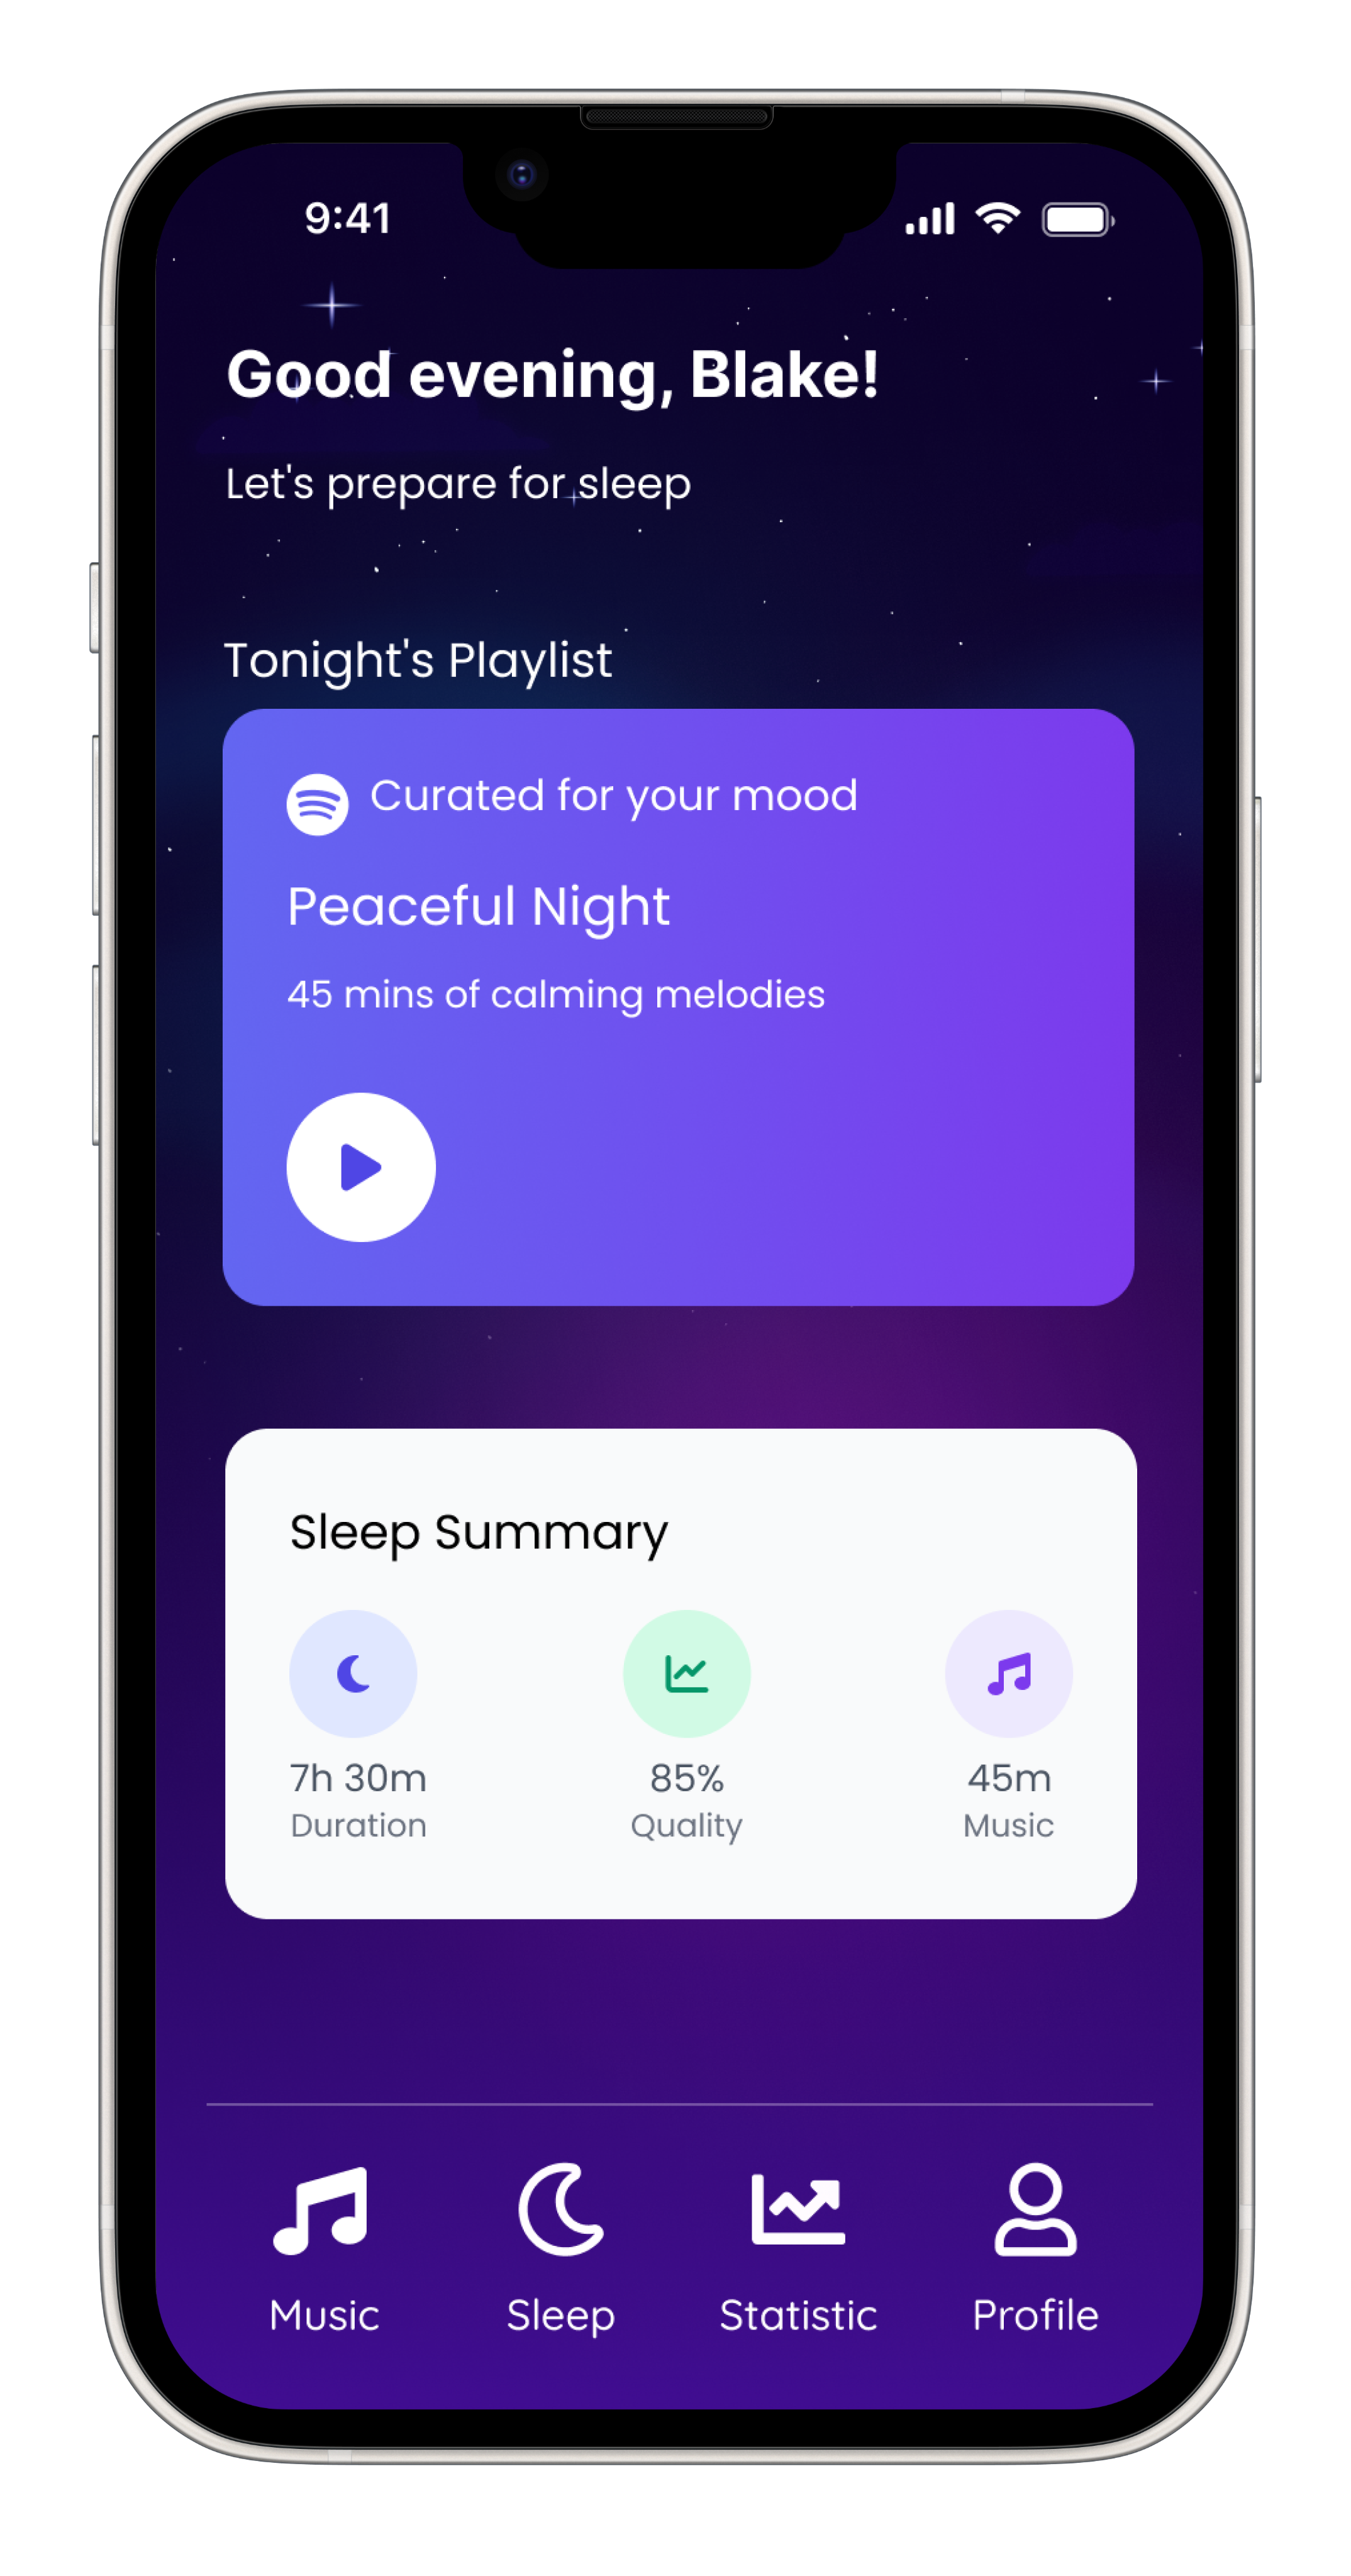 9:41
Good evening, Blake!
Let's prepare for sleep
Tonight's Playlist
Curated for your mood
Peaceful Night
45 mins of calming melodies
Sleep Summary
7h 30m 85% 45m
Duration Quality Music
Music Sleep Statistic Profile